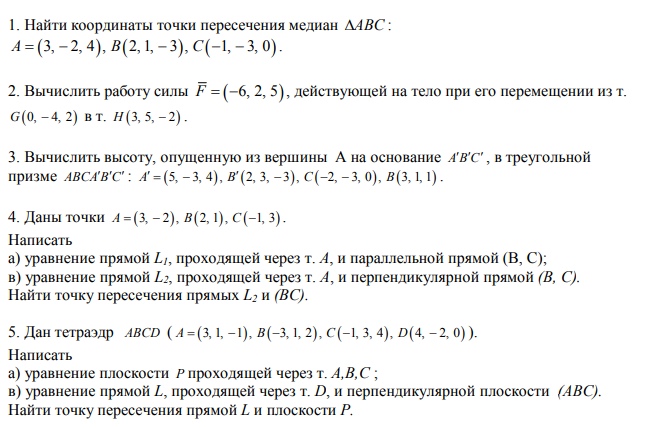 1. Найти координаты точки пересечения медиан ΔABC :
A = (3, − 2, 4), B(2, 1, − 3), C(−1, − 3, 0).
2. Вычислить работу силы F̅ = (−6, 2, 5), действующей на тело при его перемещении из т.
G(0, − 4, 2) в т. H(3, 5, − 2) .
3. Вычислить высоту, опущенную из вершины А на основание A′B′C′ , в треугольной
призме ABCA′B′C′ : A′ = (5, − 3, 4), B′(2, 3, − 3), C(−2, − 3, 0), B(3, 1, 1) .
4. Даны точки A = (3, − 2), B(2, 1), C(−1, 3).
Написать
а) уравнение прямой L₁, проходящей через т. А, и параллельной прямой (В, С);
в) уравнение прямой L₂, проходящей через т. А, и перпендикулярной прямой (В, С).
Найти точку пересечения прямых L₂ и (ВС).
5. Дан тетраэдр ABCD ( A = (3, 1, −1), B(−3, 1, 2), C(−1, 3, 4), D(4, − 2, 0) ).
Написать
а) уравнение плоскости P проходящей через т. А,В,С ;
в) уравнение прямой L, проходящей через т. D, и перпендикулярной плоскости (АВС).
Найти точку пересечения прямой L и плоскости Р.